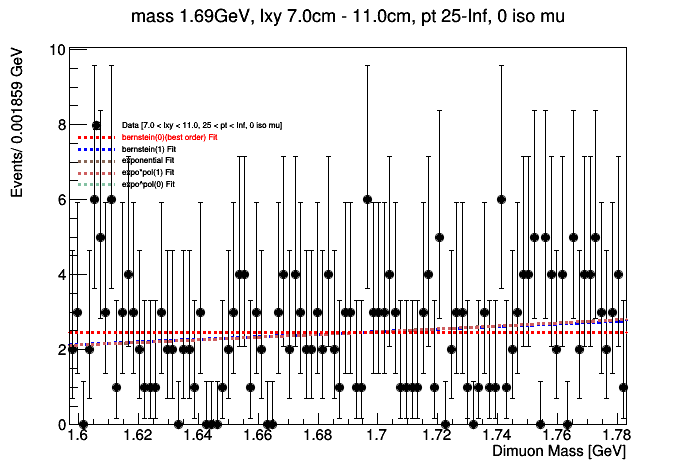 mass 1.69GeV, lxy 7.0cm - 11.0cm, pt 25-Inf, 0 iso mu
Events/ 0.001859 GeV
10
8
6
4
2
0
Data [7.0 < lxy < 11.0, 25 < pt < Inf, 0 iso mu]
bernstein(0)(best order) Fit
bernstein(1) Fit
exponential Fit
expo*pol(1) Fit
expo*pol(0) Fit
1.6 1.62 1.64 1.66 1.68 1.7 1.72 1.74 1.76 1.78
Dimuon Mass [GeV]